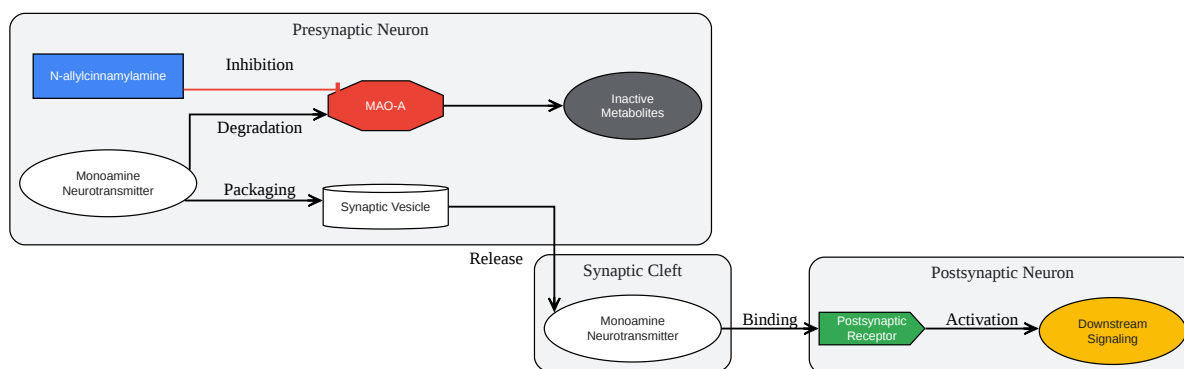 Presynaptic Neuron
N-allylcinnamylamine
Inhibition
MAO-A
Inactive
Metabolites
Degradation
Monoamine
Neurotransmitter
Packaging
Synaptic Vesicle
Release
Synaptic Cleft
Monoamine
Neurotransmitter
Binding
Postsynaptic Neuron
Postsynaptic
Receptor
Activation
Downstream
Signaling